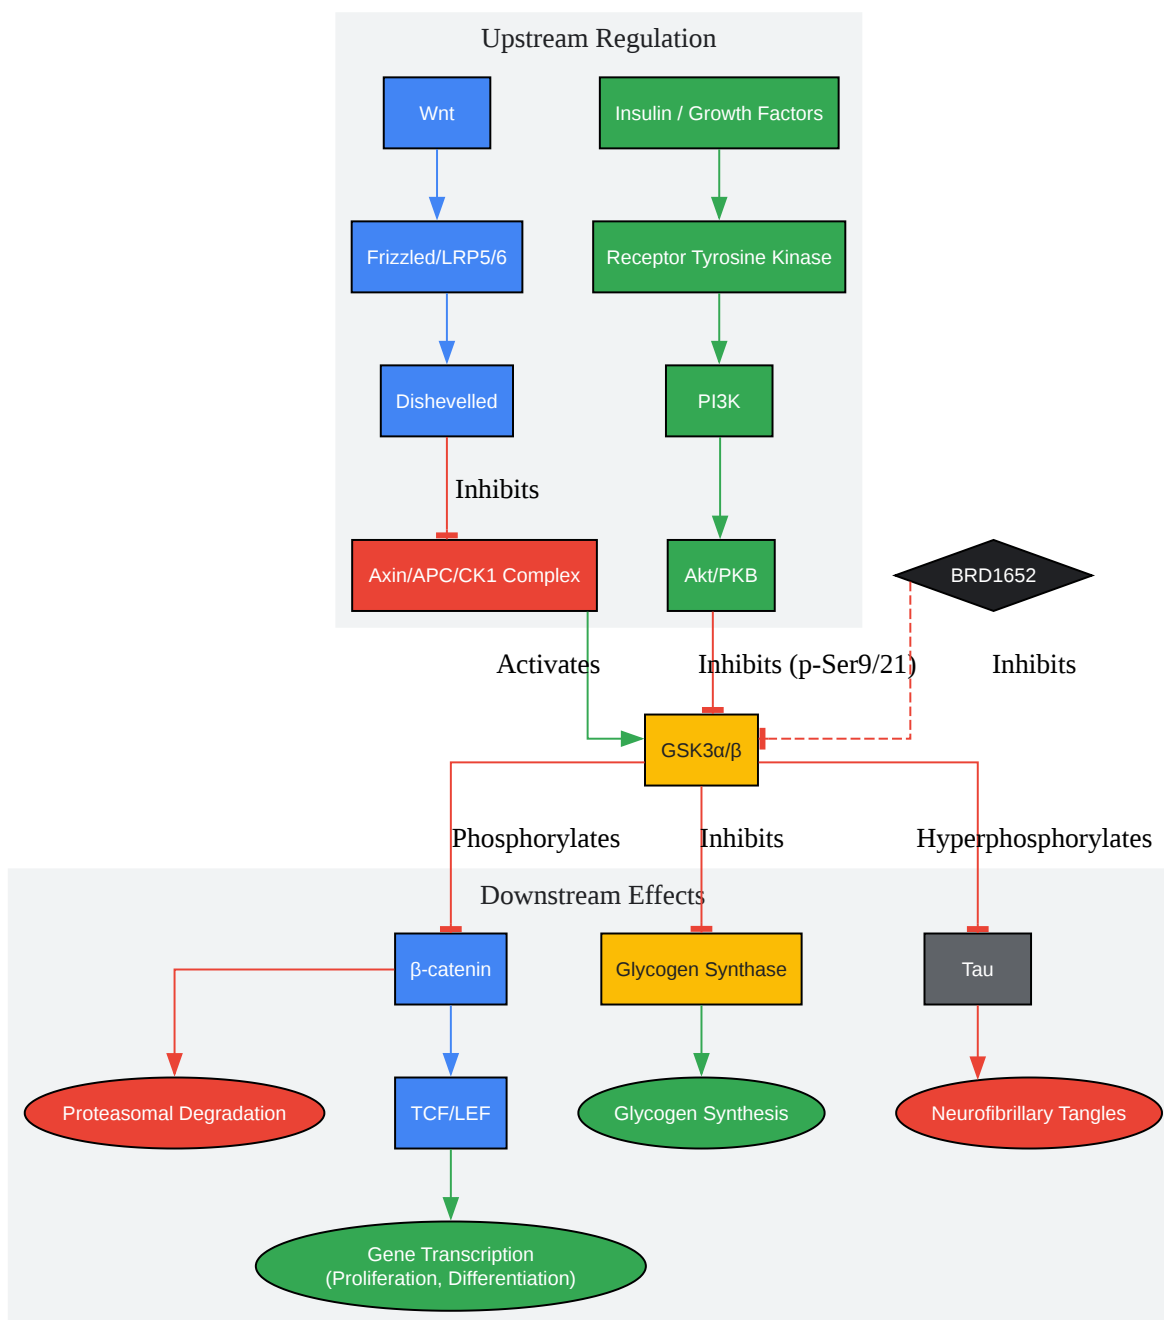 Upstream Regulation
Wnt
Insulin / Growth Factors
Frizzled/LRP5/6
Receptor Tyrosine Kinase
Dishevelled
PI3K
Inhibits
Axin/APC/CK1 Complex
Akt/PKB
BRD1652
Activates
Inhibits (p-Ser9/21)
Inhibits
GSK3α/β
Phosphorylates
Inhibits
Hyperphosphorylates
Downstream Effects
β-catenin
Glycogen Synthase
Tau
Proteasomal Degradation
TCF/LEF
Glycogen Synthesis
Neurofibrillary Tangles
Gene Transcription
(Proliferation, Differentiation)